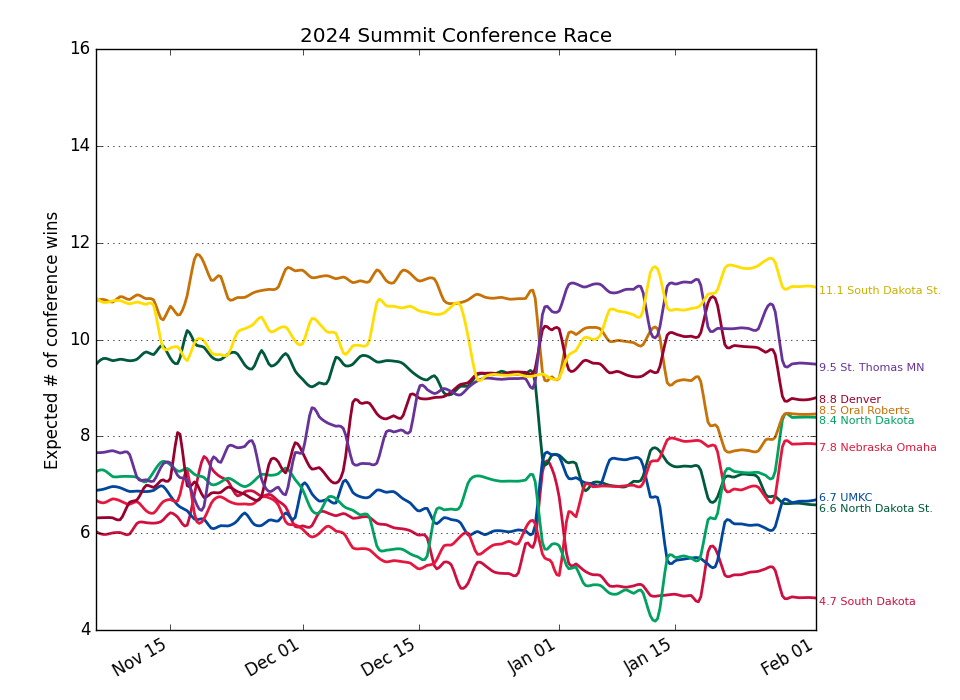 2024 Summit Conference Race
Expected # of conference wins
16
14
12
10
8
6
4
11.1 South Dakota St.
9.5 St. Thomas MN
8.8 Denver
8.5 Oral Roberts
8.4 North Dakota
7.8 Nebraska Omaha
6.7 UMKC
6.6 North Dakota St.
4.7 South Dakota
Nov 15
Dec 01
Dec 15
Jan 01
Jan 15
Feb 01